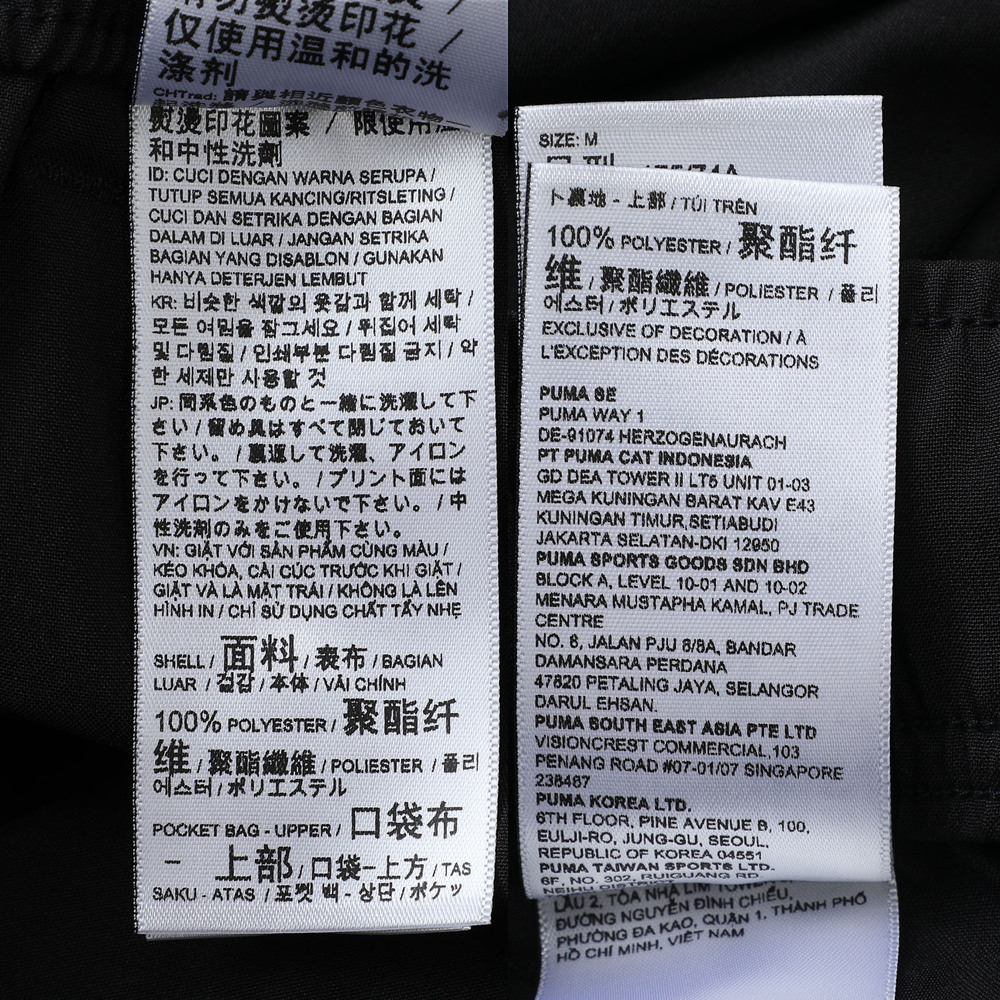 熨烫印花 /
仅使用温和的洗
涤剂
CHTrad: 請與相近顏色衣物
熨燙印花圖案 / 限使用溫
和中性洗劑
ID: CUCI DENGAN WARNA SERUPA /
TUTUP SEMUA KANCING/RITSLETING /
CUCI DAN SETRIKA DENGAN BAGIAN
DALAM DI LUAR / JANGAN SETRIKA
BAGIAN YANG DISABLON / GUNAKAN
HANYA DETERJEN LEMBUT
KR: 비슷한 색깔의 옷감과 함께 세탁 /
모든 여밈을 잠그세요 / 뒤집어 세탁
및 다림질 / 인쇄부분 다림질 금지 / 약
한 세제만 사용할 것
JP: 同系色のものと一緒に洗濯して下
さい / 留め具はすべて閉じておいて
下さい。 / 裏返して洗濯、アイロン
を行って下さい。 / プリント面には
アイロンをかけないで下さい。 / 中
性洗剤のみをご使用下さい。
VN: GIẶT VỚI SẢN PHẨM CÙNG MÀU /
KÉO KHÓA, CÀI CÚC TRƯỚC KHI GIẶT /
GIẶT VÀ LÀ MẶT TRÁI / KHÔNG LÀ LÊN
HÌNH IN / CHỈ SỬ DỤNG CHẤT TẨY NHẸ
SHELL / 面料 / 表布 / BAGIAN
LUAR / 겉감 / 本体 / VẢI CHÍNH
100% POLYESTER / 聚酯纤
维 / 聚酯纖維 / POLIESTER / 폴리
에스터 / ポリエステル
POCKET BAG - UPPER / 口袋布
- 上部 / 口袋-上方 / TAS
SAKU - ATAS / 포켓 백 - 상단 / ポケッ
SIZE: M
ト裏地 - 上部 / TÚI TRÊN
100% POLYESTER / 聚酯纤
维 / 聚酯纖維 / POLIESTER / 폴리
에스터 / ポリエステル
EXCLUSIVE OF DECORATION / À
L'EXCEPTION DES DÉCORATIONS
PUMA SE
PUMA WAY 1
DE-91074 HERZOGENAURACH
PT PUMA CAT INDONESIA
GD DEA TOWER II LT5 UNIT 01-03
MEGA KUNINGAN BARAT KAV E43
KUNINGAN TIMUR,SETIABUDI
JAKARTA SELATAN-DKI 12950
PUMA SPORTS GOODS SDN BHD
BLOCK A, LEVEL 10-01 AND 10-02
MENARA MUSTAPHA KAMAL, PJ TRADE
CENTRE
NO. 8, JALAN PJU 8/8A, BANDAR
DAMANSARA PERDANA
47820 PETALING JAYA, SELANGOR
DARUL EHSAN.
PUMA SOUTH EAST ASIA PTE LTD
VISIONCREST COMMERCIAL,103
PENANG ROAD #07-01/07 SINGAPORE
238467
PUMA KOREA LTD.
6TH FLOOR, PINE AVENUE B, 100,
EULJI-RO, JUNG-GU, SEOUL,
REPUBLIC OF KOREA 04551
PUMA TAIWAN SPORTS LTD.
6F, NO. 302, RUIGUANG RD.
LẦU 2, TÒA NHÀ LIM TOWER
ĐƯỜNG NGUYỄN ĐÌNH CHIỂU,
PHƯỜNG ĐA KAO, QUẬN 1, THÀNH PHỐ
HỒ CHÍ MINH, VIỆT NAM